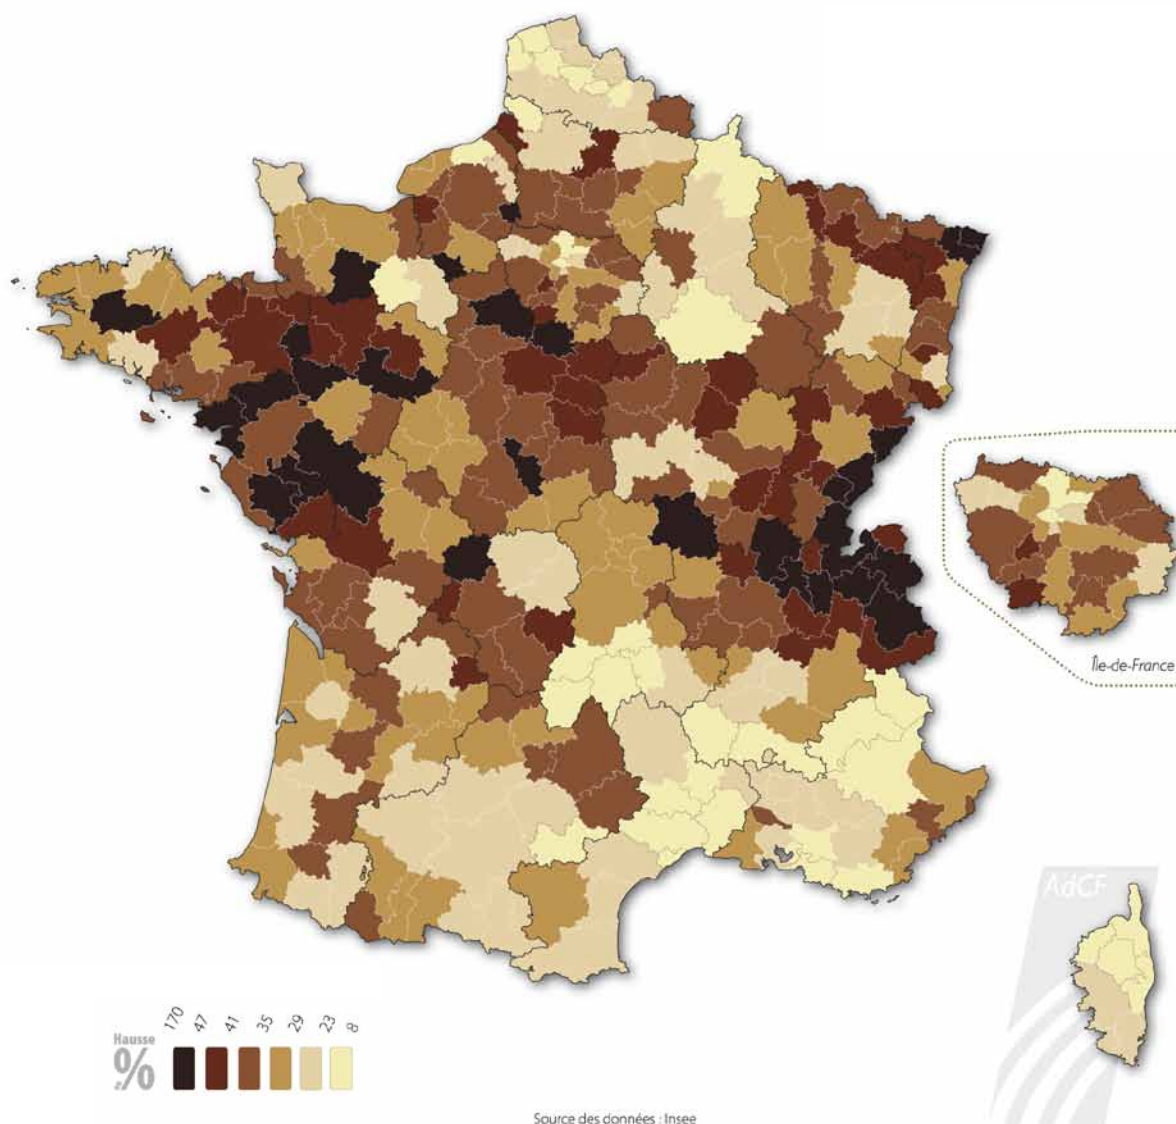 Île-de-France
AdCF
170 47 41 35 29 23 8
Hausse
%
Source des données : Insee